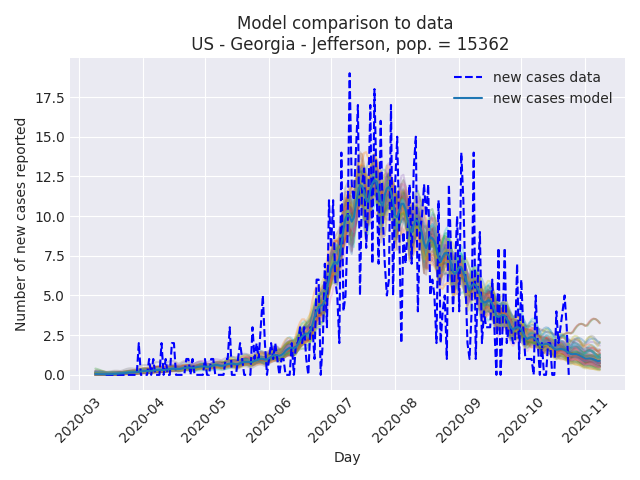 Model comparison to data
US - Georgia - Jefferson, pop. = 15362
new cases data
new cases model
Number of new cases reported
17.5
15.0
12.5
10.0
7.5
5.0
2.5
0.0
2020-03
2020-04
2020-05
2020-06
2020-07
2020-08
2020-09
2020-10
2020-11
Day